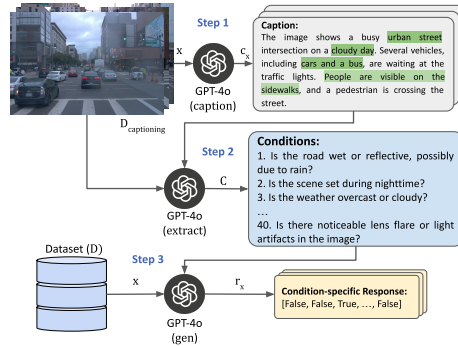 Step 1
x
c_x
GPT-4o
(caption)
Caption:
The image shows a busy urban street
intersection on a cloudy day. Several vehicles,
including cars and a bus, are waiting at the
traffic lights. People are visible on the
sidewalks, and a pedestrian is crossing the
street.
D_captioning
Step 2
C
GPT-4o
(extract)
Conditions:
1. Is the road wet or reflective, possibly
due to rain?
2. Is the scene set during nighttime?
3. Is the weather overcast or cloudy?
...
40. Is there noticeable lens flare or light
artifacts in the image?
Dataset (D)
Step 3
x
r_x
GPT-4o
(gen)
Condition-specific Response:
[False, False, True, ..., False]